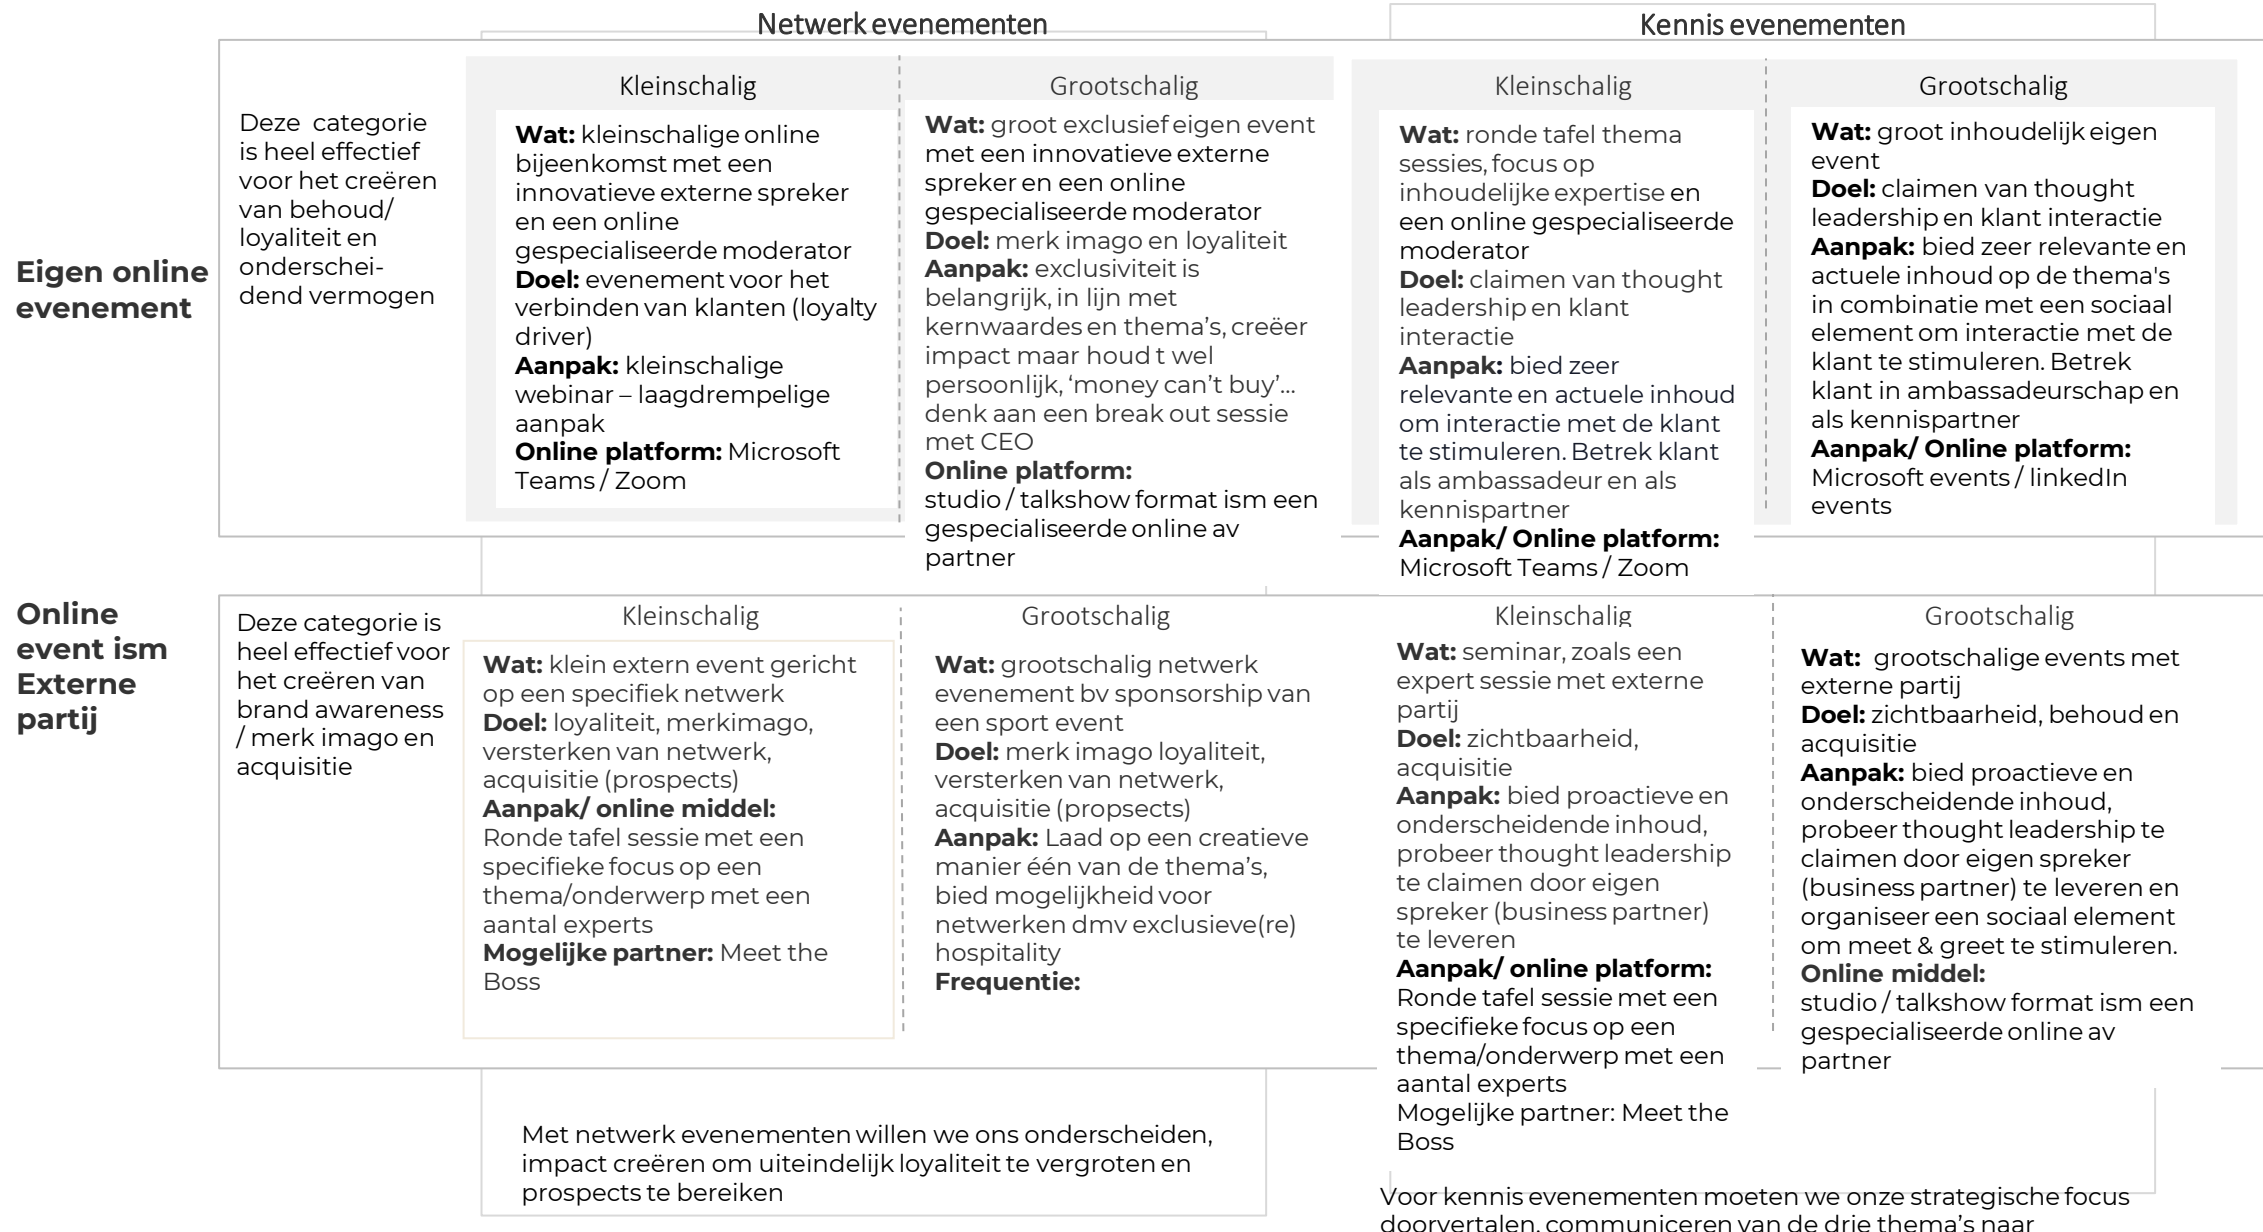 Netwerk evenementen
Kennis evenementen
Eigen online
evenement
Deze categorie
is heel effectief
voor het creëren
van behoud/
loyaliteit en
onderschei-
dend vermogen
Kleinschalig
Wat: kleinschalige online
bijeenkomst met een
innovatieve externe spreker
en een online
gespecialiseerde moderator
Doel: evenement voor het
verbinden van klanten (loyalty
driver)
Aanpak: kleinschalige
webinar – laagdrempelige
aanpak
Online platform: Microsoft
Teams / Zoom
Grootschalig
Wat: groot exclusief eigen event
met een innovatieve externe
spreker en een online
gespecialiseerde moderator
Doel: merk imago en loyaliteit
Aanpak: exclusiviteit is
belangrijk, in lijn met
kernwaardes en thema’s, creëer
impact maar houd t wel
persoonlijk, ‘money can’t buy’…
denk aan een break out sessie
met CEO
Online platform:
studio / talkshow format ism een
gespecialiseerde online av
partner
Kleinschalig
Wat: ronde tafel thema
sessies, focus op
inhoudelijke expertise en
een online gespecialiseerde
moderator
Doel: claimen van thought
leadership en klant
interactie
Aanpak: bied zeer
relevante en actuele inhoud
om interactie met de klant
te stimuleren. Betrek klant
als ambassadeur en als
kennispartner
Aanpak/ Online platform:
Microsoft Teams / Zoom
Grootschalig
Wat: groot inhoudelijk eigen
event
Doel: claimen van thought
leadership en klant interactie
Aanpak: bied zeer relevante en
actuele inhoud op de thema's
in combinatie met een sociaal
element om interactie met de
klant te stimuleren. Betrek
klant in ambassadeurschap en
als kennispartner
Aanpak/ Online platform:
Microsoft events / linkedIn
events
Online
event ism
Externe
partij
Deze categorie is
heel effectief voor
het creëren van
brand awareness
/ merk imago en
acquisitie
Kleinschalig
Wat: klein extern event gericht
op een specifiek netwerk
Doel: loyaliteit, merkimago,
versterken van netwerk,
acquisitie (prospects)
Aanpak/ online middel:
Ronde tafel sessie met een
specifieke focus op een
thema/onderwerp met een
aantal experts
Mogelijke partner: Meet the
Boss
Grootschalig
Wat: grootschalig netwerk
evenement bv sponsorship van
een sport event
Doel: merk imago loyaliteit,
versterken van netwerk,
acquisitie (propsects)
Aanpak: Laad op een creatieve
manier één van de thema’s,
bied mogelijkheid voor
netwerken dmv exclusieve(re)
hospitality
Frequentie:
Kleinschalig
Wat: seminar, zoals een
expert sessie met externe
partij
Doel: zichtbaarheid,
acquisitie
Aanpak: bied proactieve en
onderscheidende inhoud,
probeer thought leadership
te claimen door eigen
spreker (business partner)
te leveren
Aanpak/ online platform:
Ronde tafel sessie met een
specifieke focus op een
thema/onderwerp met een
aantal experts
Mogelijke partner: Meet the
Boss
Grootschalig
Wat: grootschalige events met
externe partij
Doel: zichtbaarheid, behoud en
acquisitie
Aanpak: bied proactieve en
onderscheidende inhoud,
probeer thought leadership te
claimen door eigen spreker
(business partner) te leveren en
organiseer een sociaal element
om meet & greet te stimuleren.
Online middel:
studio / talkshow format ism een
gespecialiseerde online av
partner
Met netwerk evenementen willen we ons onderscheiden,
impact creëren om uiteindelijk loyaliteit te vergroten en
prospects te bereiken
Voor kennis evenementen moeten we onze strategische focus
doorvertalen, communiceren van de drie thema’s naar